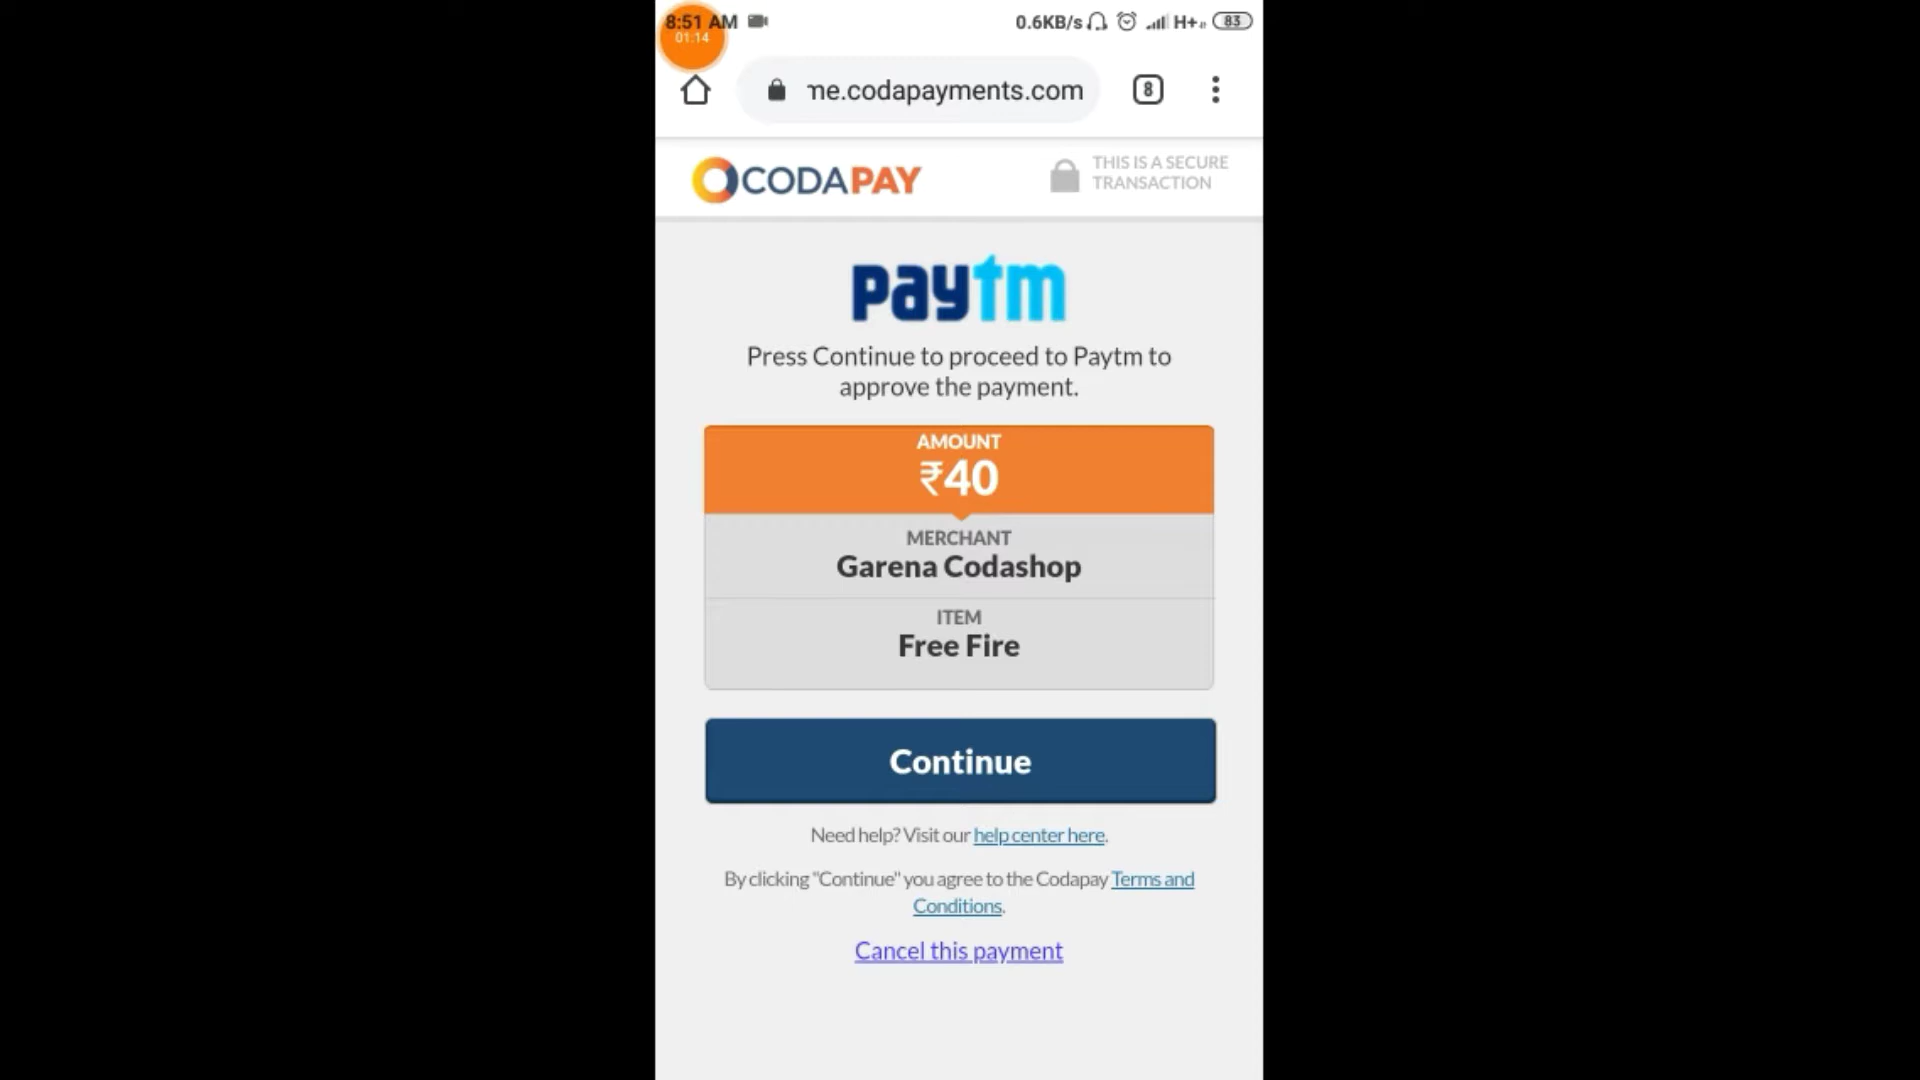 8:51 AM 0.6KB/s H+ 83
01:14
me.codapayments.com 8
CODAPAY THIS IS A SECURE
TRANSACTION
paytm
Press Continue to proceed to Paytm to
approve the payment.
AMOUNT
₹40
MERCHANT
Garena Codashop
ITEM
Free Fire
Continue
Need help? Visit our help center here.
By clicking "Continue" you agree to the Codapay Terms and
Conditions.
Cancel this payment